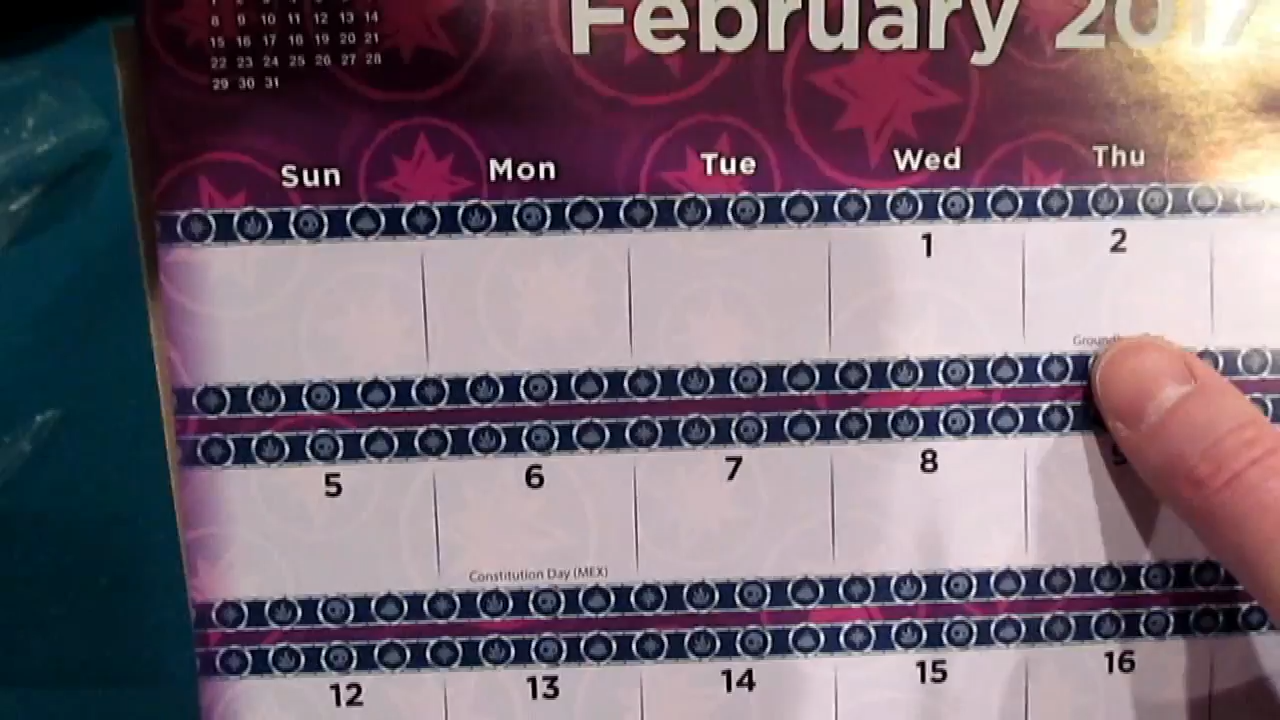 8 9 10 11 12 13 14
15 16 17 18 19 20 21
22 23 24 25 26 27 28
29 30 31
February 2017
Sun Mon Tue Wed Thu
1 2
5 6 7 8 9
Constitution Day (MEX)
12 13 14 15 16